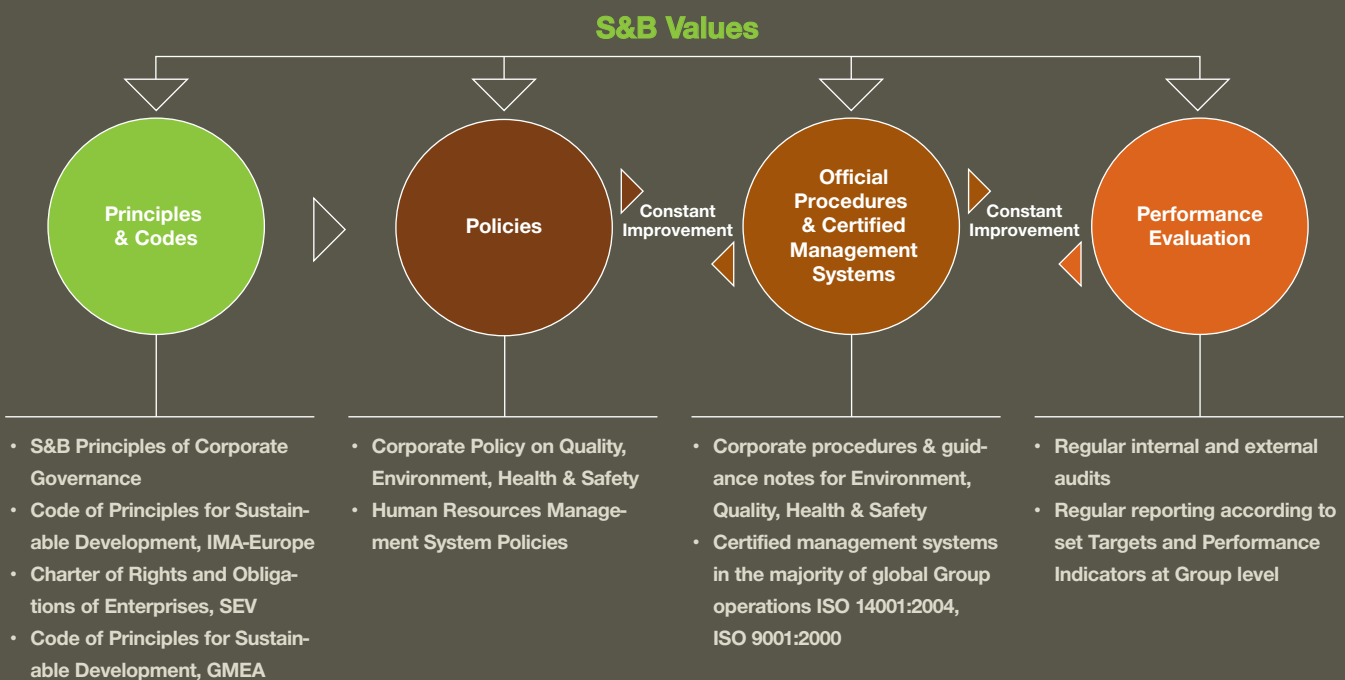 S&B Values
Principles
& Codes
Policies
Constant
Improvement
Official
Procedures
& Certified
Management
Systems
Constant
Improvement
Performance
Evaluation
• S&B Principles of Corporate
Governance
• Code of Principles for Sustain-
able Development, IMA-Europe
• Charter of Rights and Obliga-
tions of Enterprises, SEV
• Code of Principles for Sustain-
able Development, GMEA
• Corporate Policy on Quality,
Environment, Health & Safety
• Human Resources Manage-
ment System Policies
• Corporate procedures & guid-
ance notes for Environment,
Quality, Health & Safety
• Certified management systems
in the majority of global Group
operations ISO 14001:2004,
ISO 9001:2000
• Regular internal and external
audits
• Regular reporting according to
set Targets and Performance
Indicators at Group level